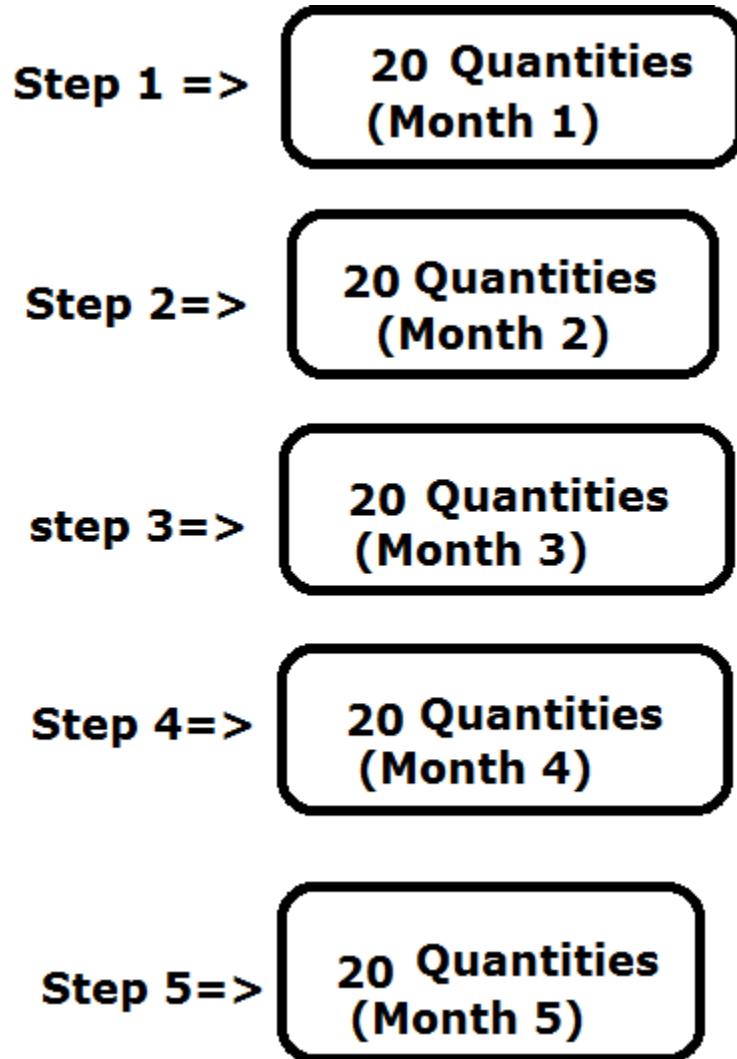 Step 1 => 20 Quantities
(Month 1)
Step 2=> 20 Quantities
(Month 2)
step 3=> 20 Quantities
(Month 3)
Step 4=> 20 Quantities
(Month 4)
Step 5=> 20 Quantities
(Month 5)